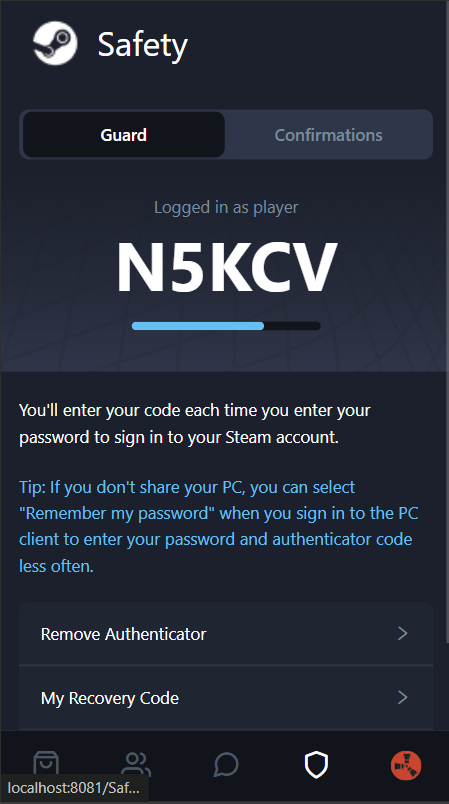 Safety
Guard
Confirmations
Logged in as player
N5KCV
You'll enter your code each time you enter your
password to sign in to your Steam account.
Tip: If you don't share your PC, you can select
"Remember my password" when you sign in to the PC
client to enter your password and authenticator code
less often.
Remove Authenticator
My Recovery Code
localhost:8081/Saf...